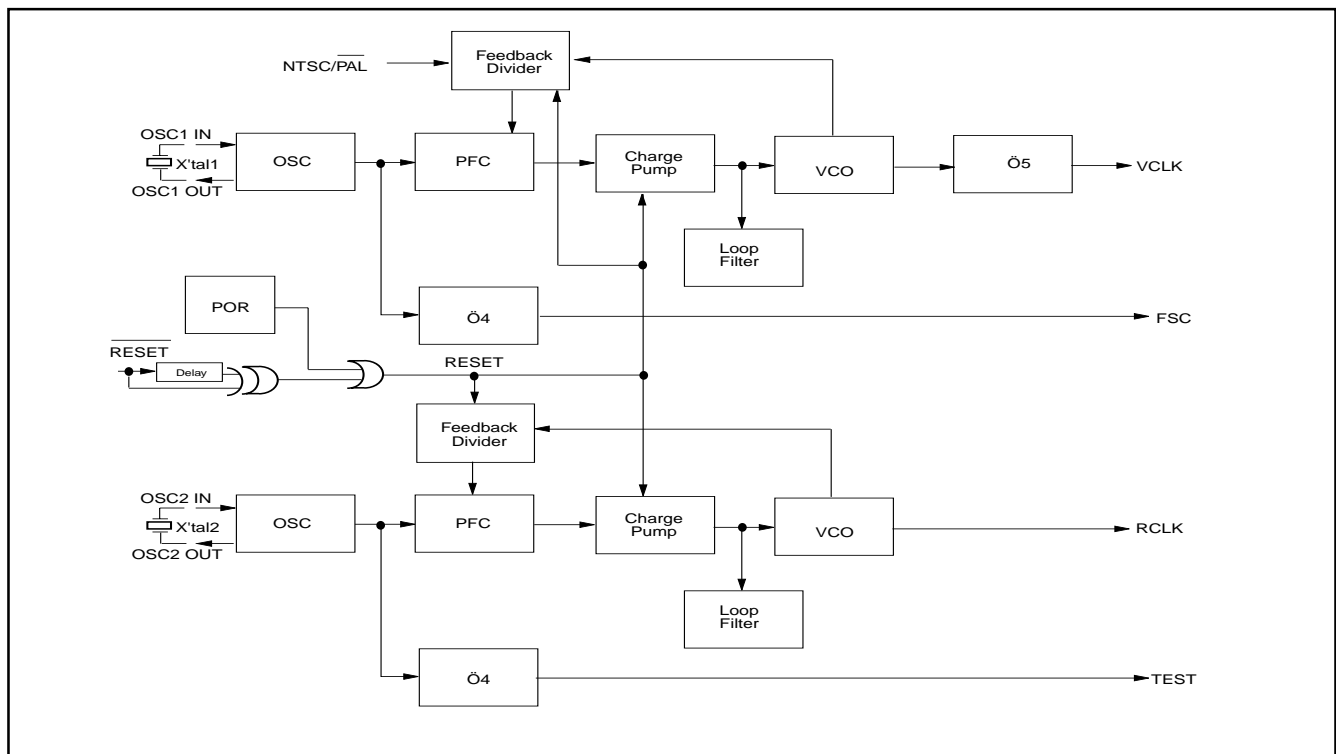 NTSC/PAL
Feedback
Divider
OSC1 IN
X'tal1
OSC1 OUT
OSC
PFC
Charge
Pump
VCO
Ö5
VCLK
Loop
Filter
POR
Ö4
FSC
RESET
Delay
RESET
Feedback
Divider
OSC2 IN
X'tal2
OSC2 OUT
OSC
PFC
Charge
Pump
VCO
RCLK
Loop
Filter
Ö4
TEST